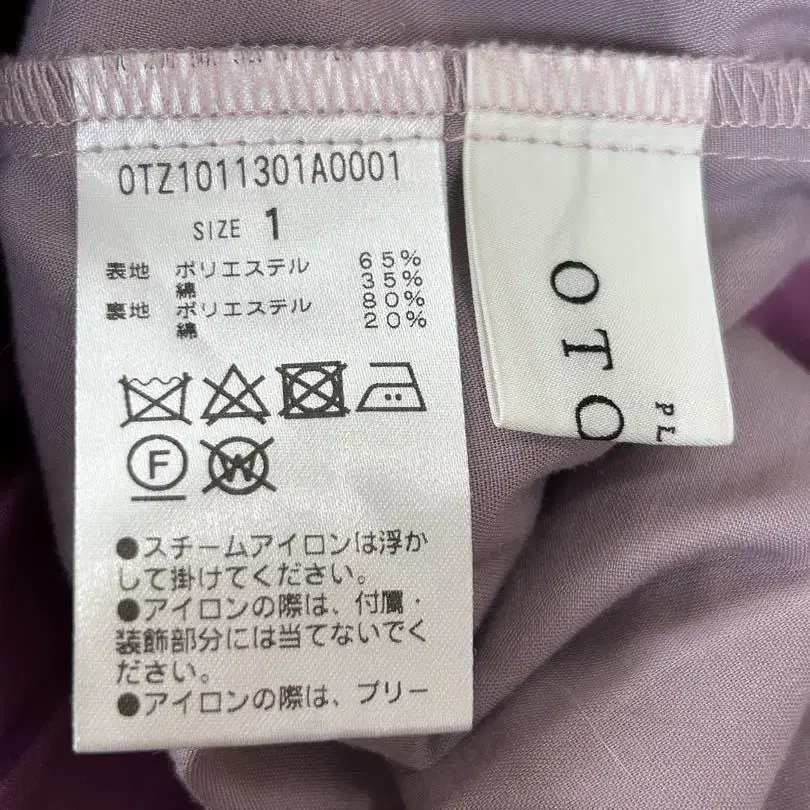 OTZ1011301A0001
SIZE 1
表地 ポリエステル 65%
綿 35%
裏地 ポリエステル 80%
綿 20%
F
W
●スチームアイロンは浮か
して掛けてください。
●アイロンの際は、付属・
装飾部分には当てないでく
ださい。
●アイロンの際は、プリー
OTO
PL